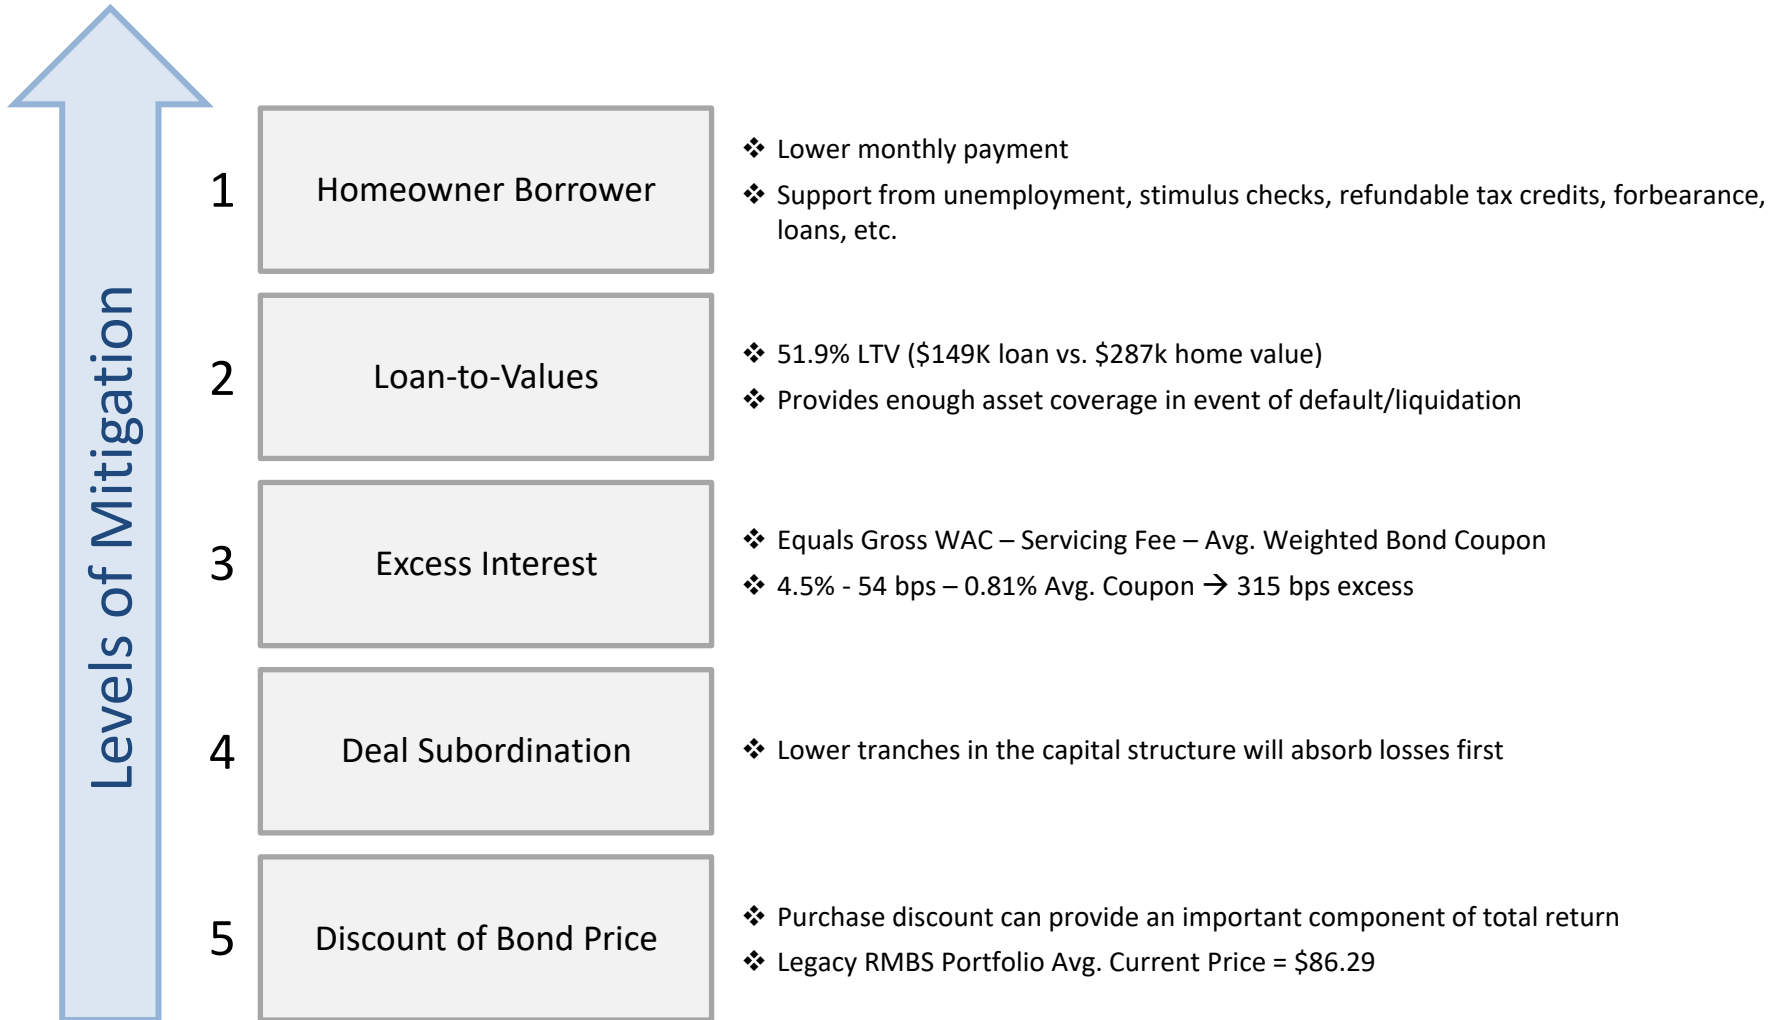 Levels of Mitigation
1
Homeowner Borrower
❖ Lower monthly payment
❖ Support from unemployment, stimulus checks, refundable tax credits, forbearance,
loans, etc.
2
Loan-to-Values
❖ 51.9% LTV ($149K loan vs. $287k home value)
❖ Provides enough asset coverage in event of default/liquidation
3
Excess Interest
❖ Equals Gross WAC – Servicing Fee – Avg. Weighted Bond Coupon
❖ 4.5% - 54 bps – 0.81% Avg. Coupon → 315 bps excess
4
Deal Subordination
❖ Lower tranches in the capital structure will absorb losses first
5
Discount of Bond Price
❖ Purchase discount can provide an important component of total return
❖ Legacy RMBS Portfolio Avg. Current Price = $86.29